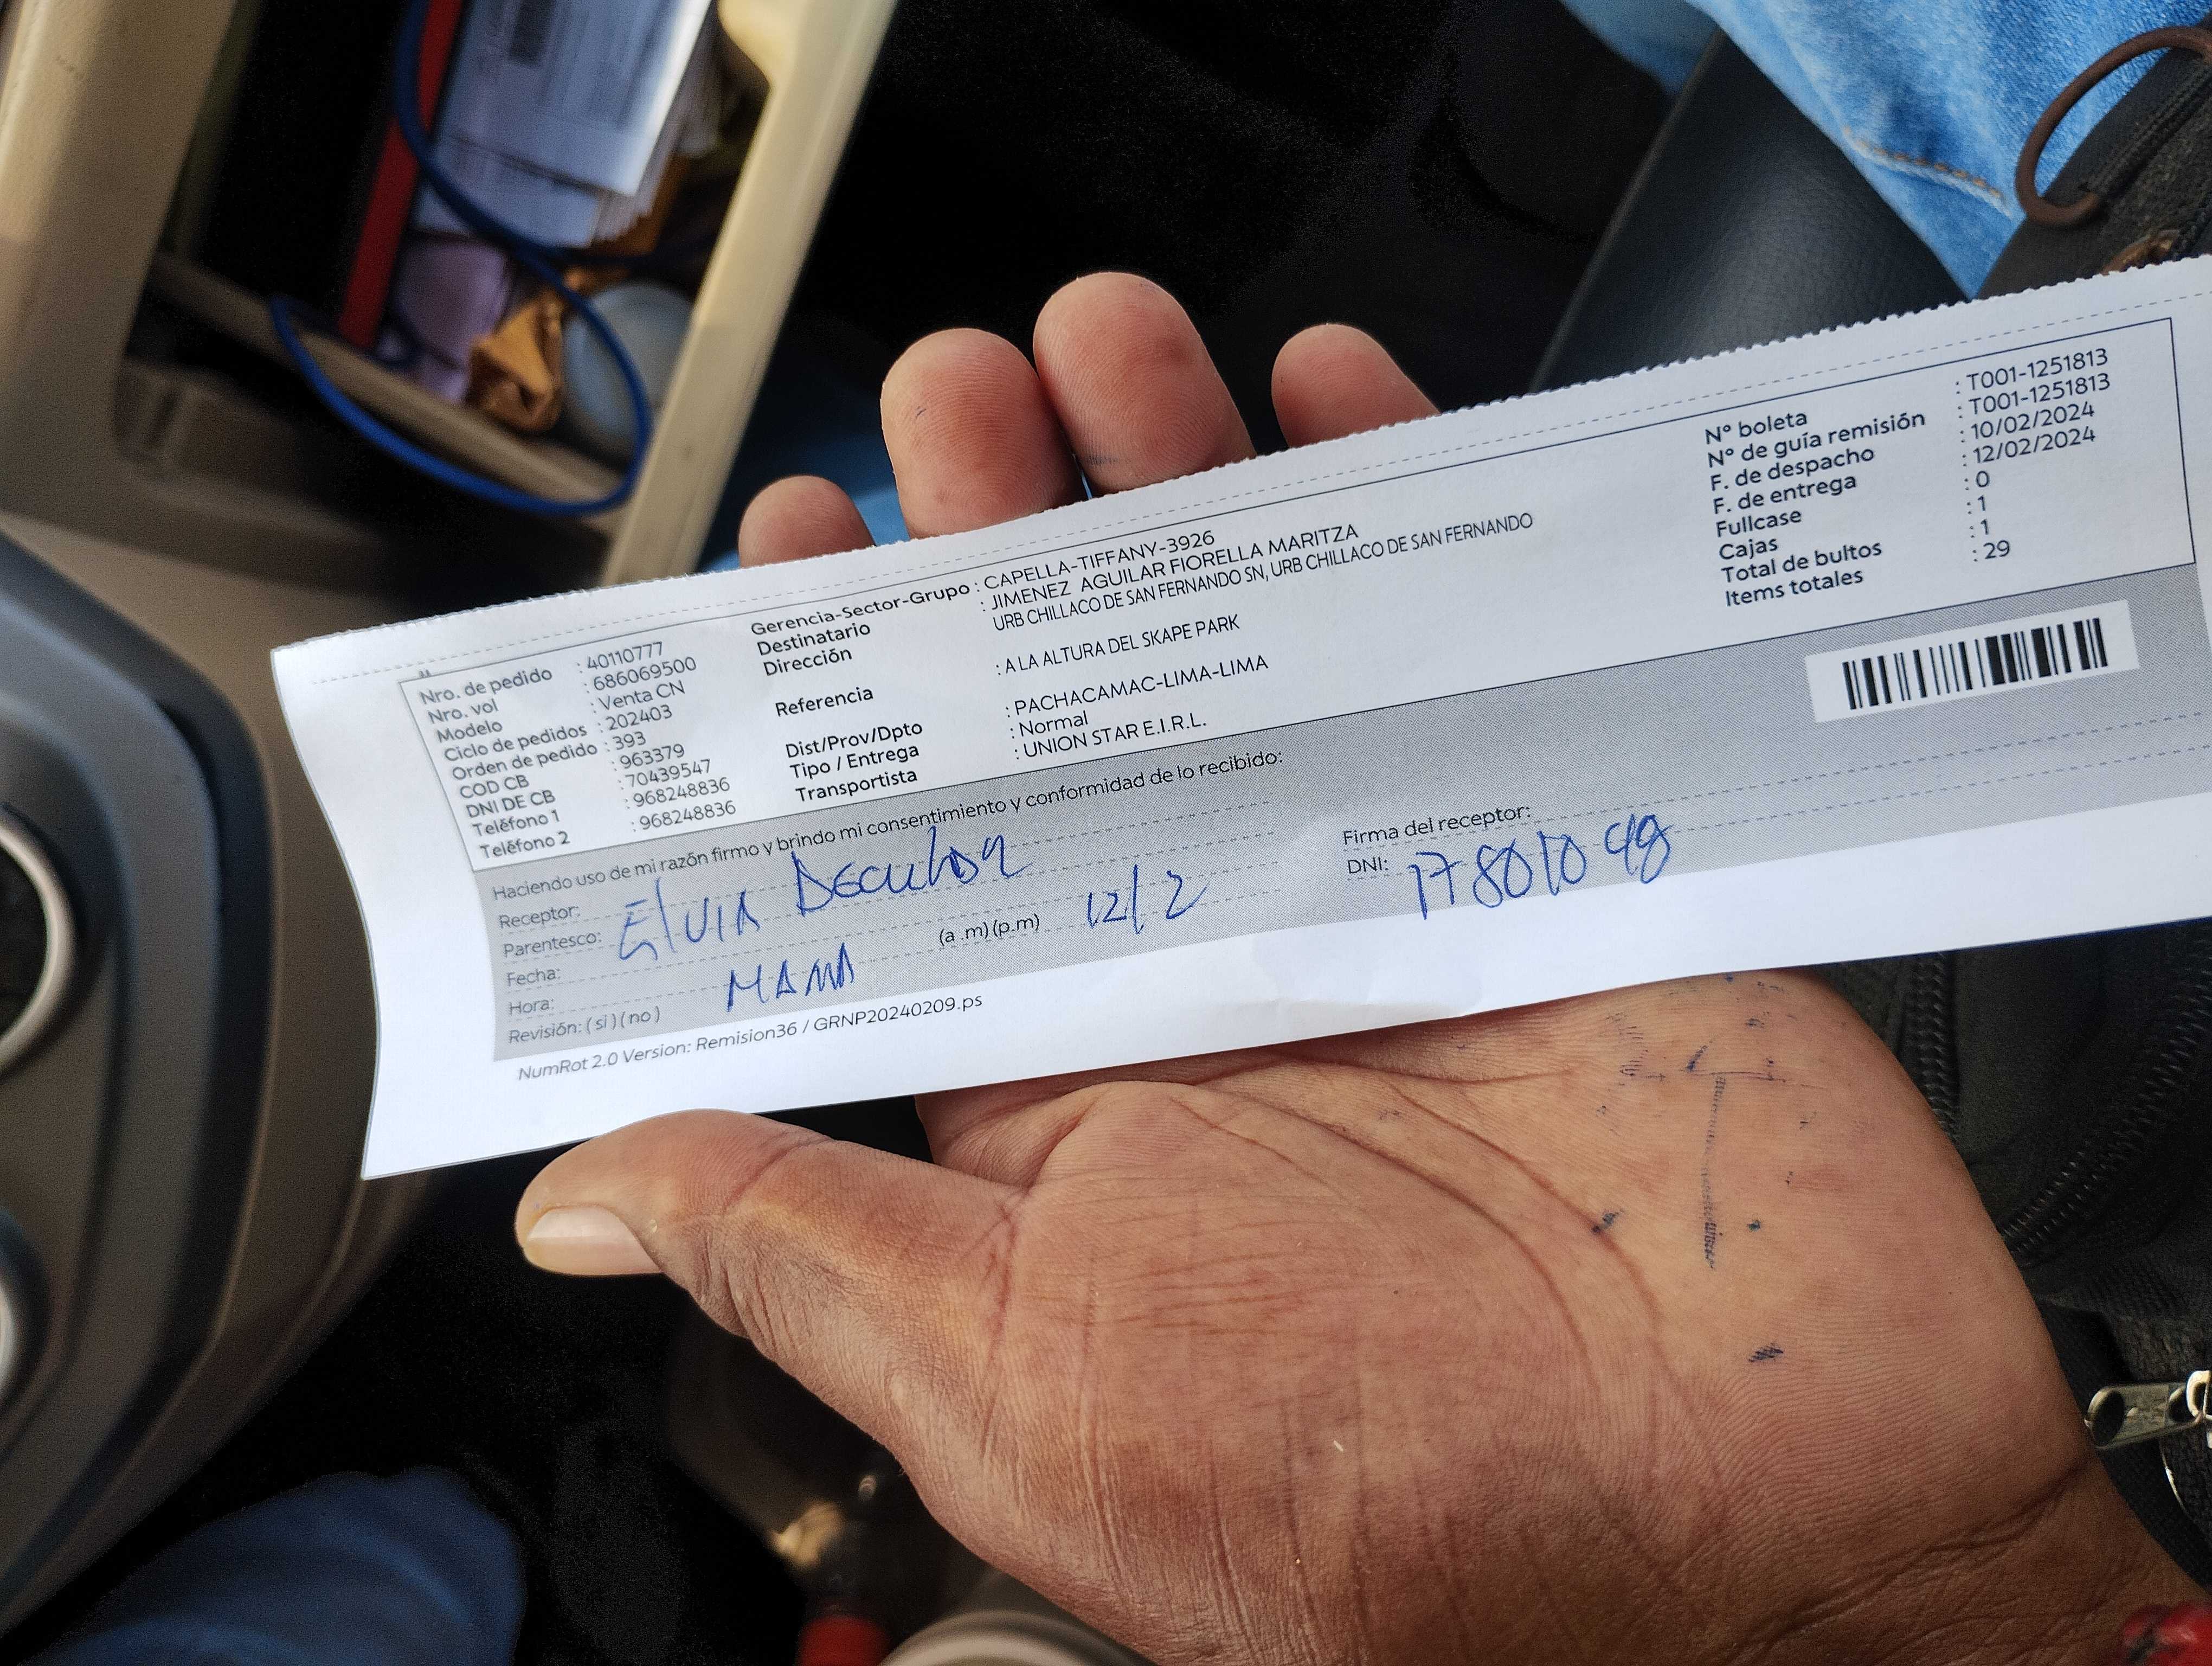 Nro. de pedido : 40110777
Nro. vol : 686069500
Modelo : Venta CN
Ciclo de pedidos : 202403
Orden de pedido : 393
COD CB : 963379
DNI DE CB : 70439547
Teléfono 1 : 968248836
Teléfono 2 : 968248836
Gerencia-Sector-Grupo : CAPELLA-TIFFANY-3926
Destinatario : JIMENEZ AGUILAR FIORELLA MARITZA
Dirección URB CHILLACO DE SAN FERNANDO SN, URB CHILLACO DE SAN FERNANDO
Referencia : A LA ALTURA DEL SKAPE PARK
Dist/Prov/Dpto : PACHACAMAC-LIMA-LIMA
Tipo / Entrega : Normal
Transportista : UNION STAR E.I.R.L.
N° boleta : T001-1251813
N° de guía remisión : T001-1251813
F. de despacho : 10/02/2024
F. de entrega : 12/02/2024
Fullcase : 0
Cajas : 1
Total de bultos : 1
Items totales : 29
Haciendo uso de mi razón firmo y brindo mi consentimiento y conformidad de lo recibido:
Receptor: Elvia
Parentesco:
Fecha:
Hora: MAMA (a .m) (p.m) 12/2
Revisión: ( si ) ( no )
Firma del receptor:
DNI: 17801048
NumRot 2.0 Version: Remision36 / GRNP20240209.ps